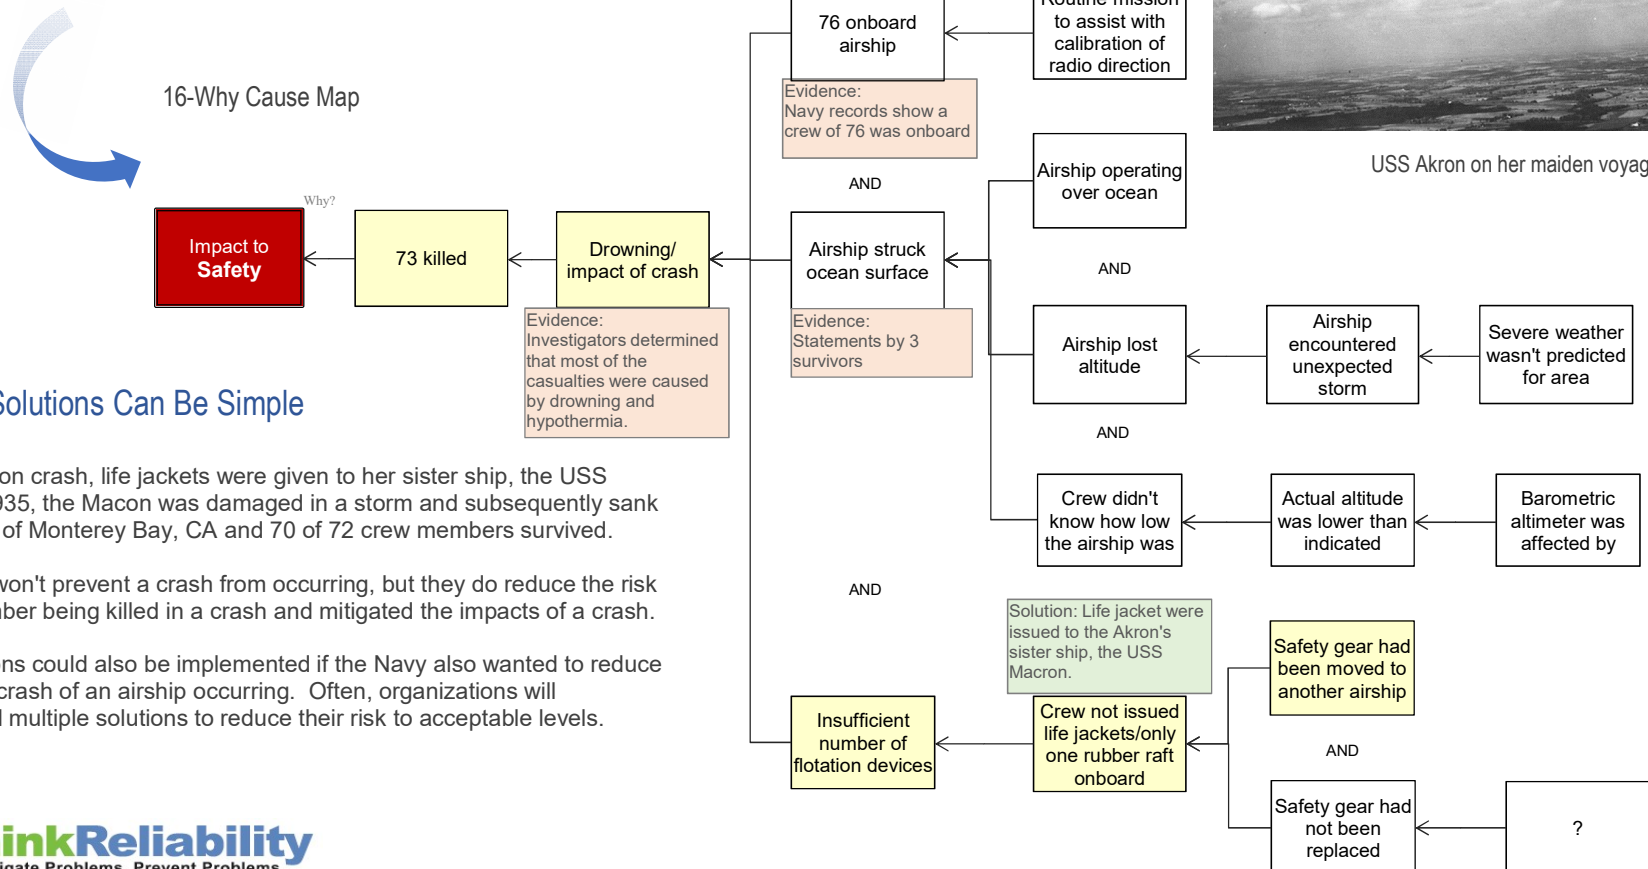 Routine mission
to assist with
calibration of
radio direction
76 onboard
airship
16-Why Cause Map
Evidence:
Navy records show a
crew of 76 was onboard
USS Akron on her maiden voyag
AND
Airship operating
over ocean
Why?
Impact to
Safety
73 killed
Drowning/
impact of crash
Airship struck
ocean surface
AND
Evidence:
Investigators determined
that most of the
casualties were caused
by drowning and
hypothermia.
Evidence:
Statements by 3
survivors
Airship lost
altitude
Airship
encountered
unexpected
storm
Severe weather
wasn't predicted
for area
AND
Crew didn't
know how low
the airship was
Actual altitude
was lower than
indicated
Barometric
altimeter was
affected by
Solutions Can Be Simple
on crash, life jackets were given to her sister ship, the USS
935, the Macon was damaged in a storm and subsequently sank
of Monterey Bay, CA and 70 of 72 crew members survived.
won't prevent a crash from occurring, but they do reduce the risk
ber being killed in a crash and mitigated the impacts of a crash.
ns could also be implemented if the Navy also wanted to reduce
crash of an airship occurring. Often, organizations will
multiple solutions to reduce their risk to acceptable levels.
AND
Solution: Life jacket were
issued to the Akron's
sister ship, the USS
Macron.
Insufficient
number of
flotation devices
Crew not issued
life jackets/only
one rubber raft
onboard
Safety gear had
been moved to
another airship
AND
Safety gear had
not been
replaced
?
inkReliability
igate Problems. Prevent Problems.